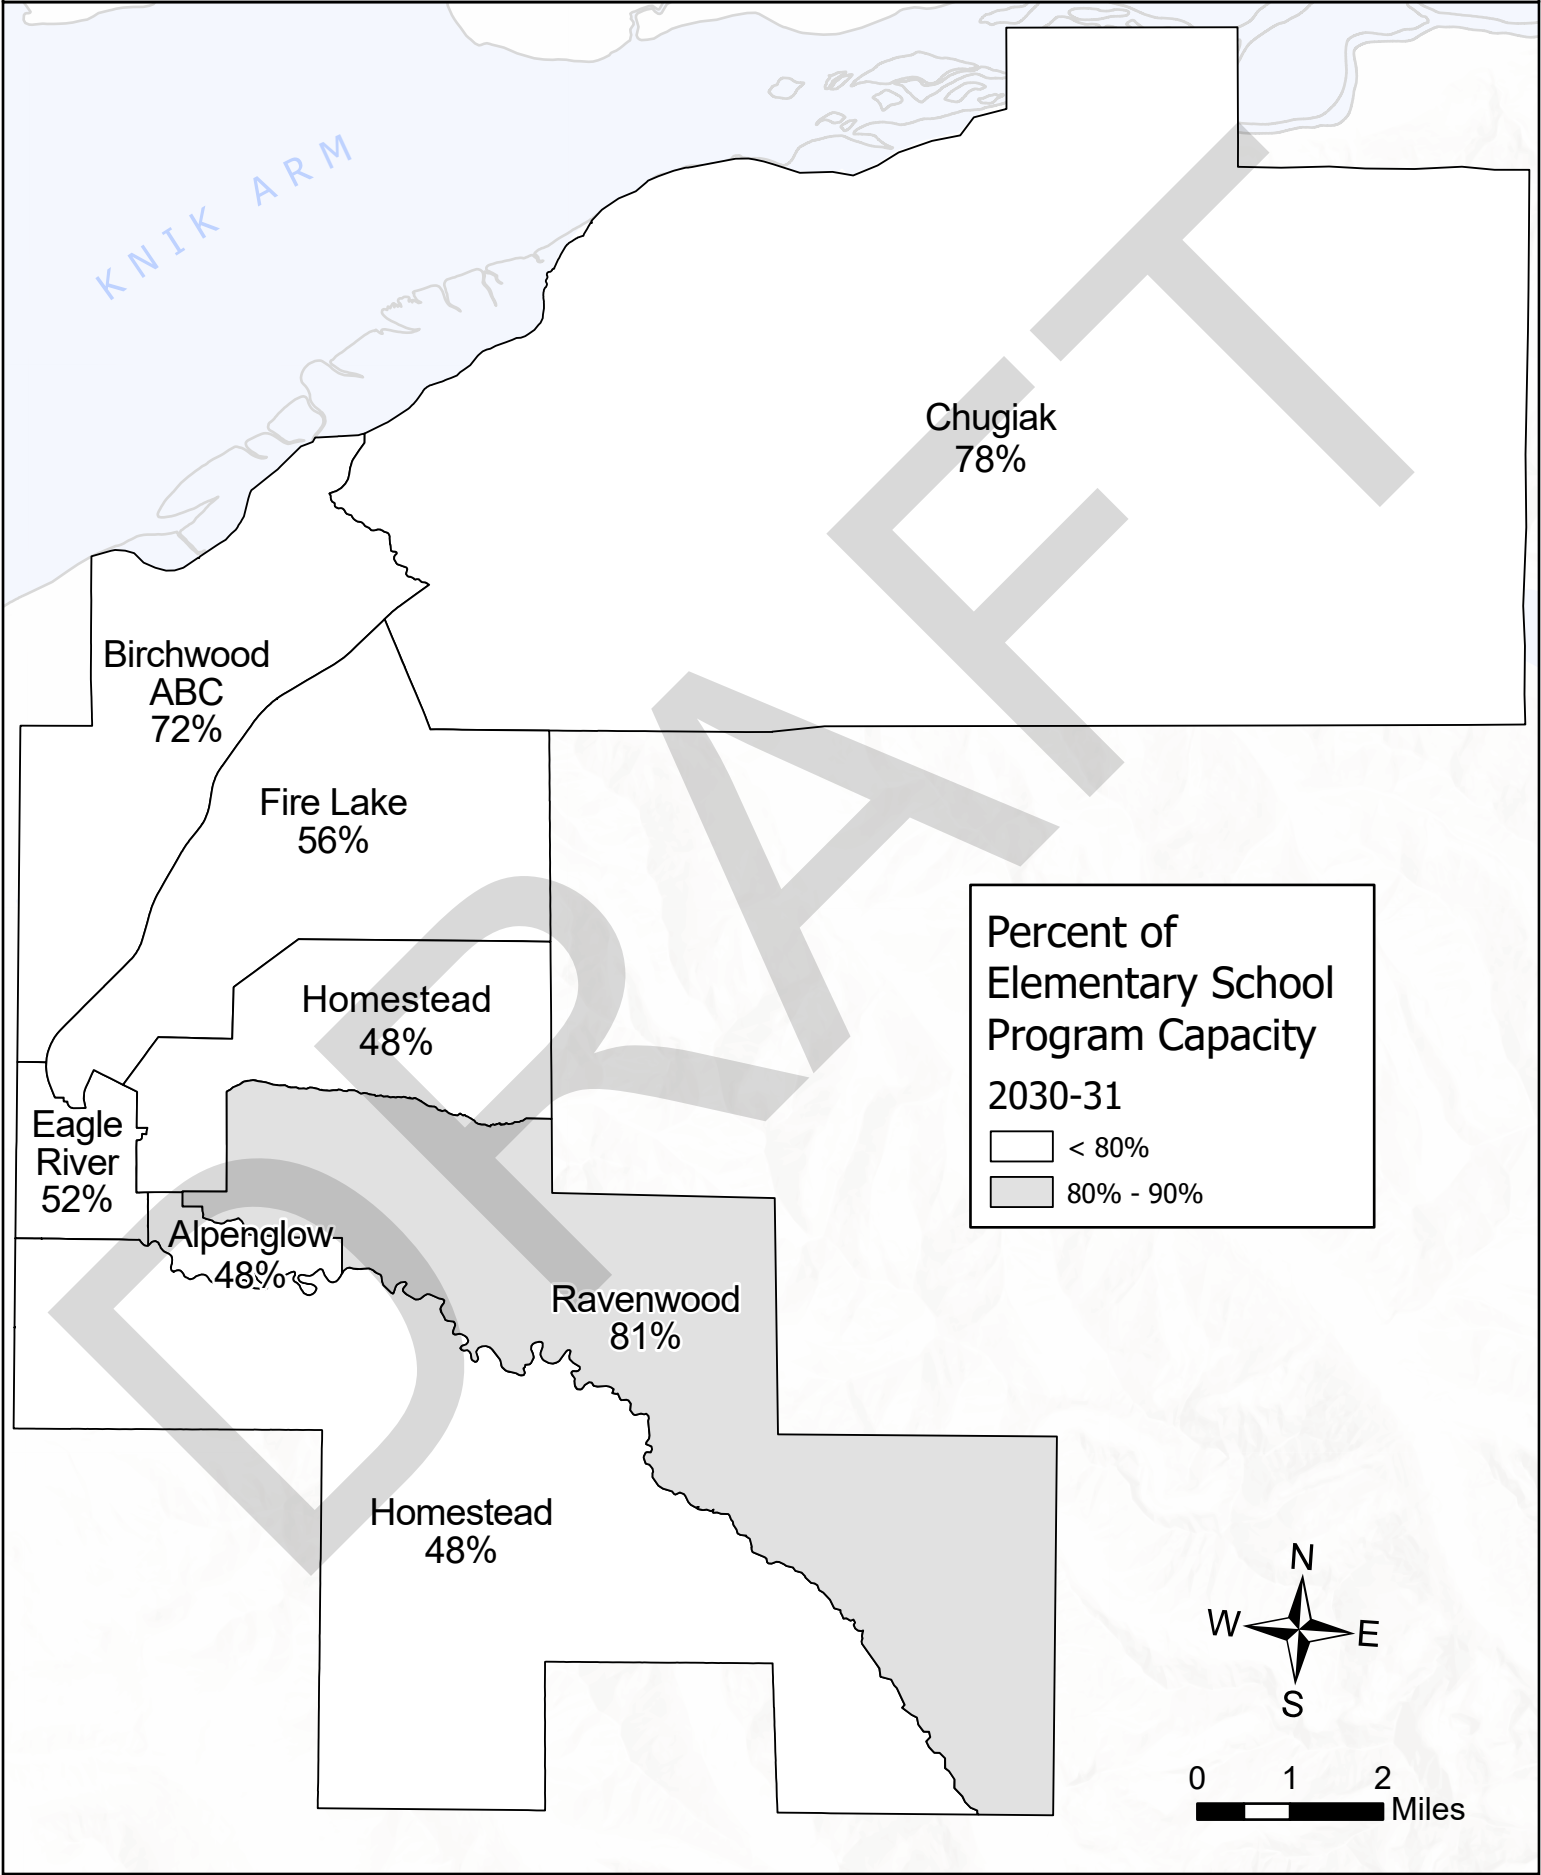 KNIK ARM
Chugiak
78%
Birchwood
ABC
72%
Fire Lake
56%
Homestead
48%
Eagle
River
52%
Alpenglow
48%
Ravenwood
81%
Homestead
48%
DRAFT
Percent of
Elementary School
Program Capacity
2030-31
< 80%
80% - 90%
N
W
E
S
0 1 2
Miles